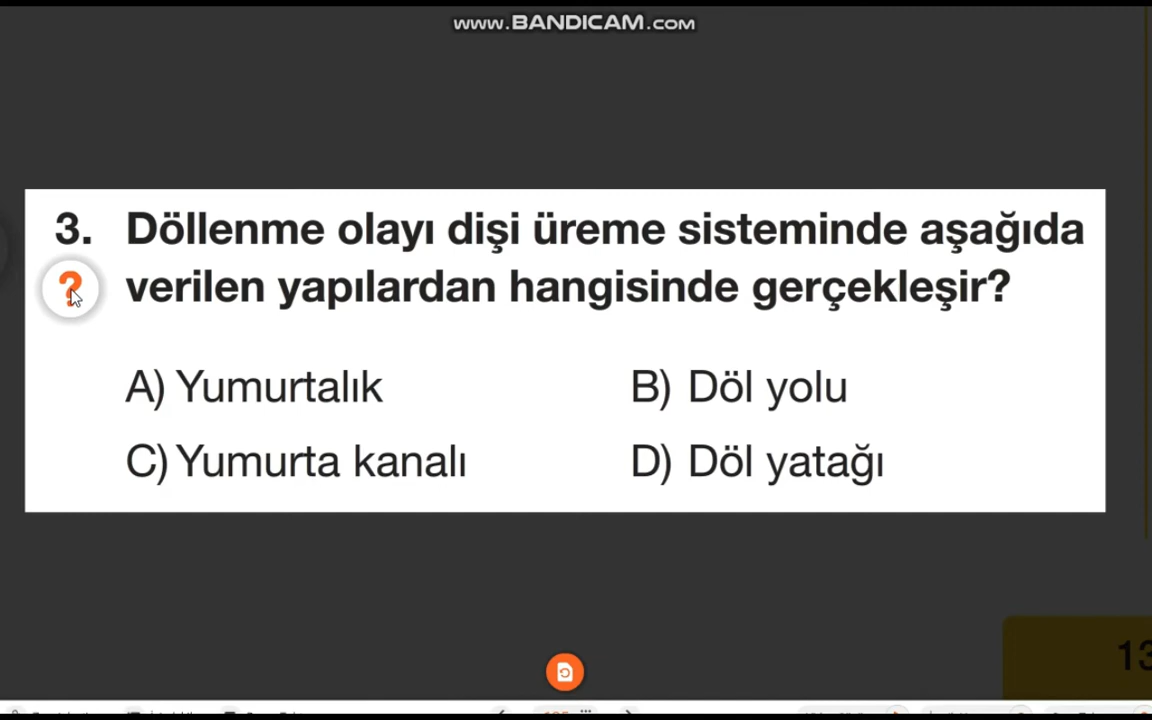 www.BANDICAM.com
3. Döllenme olayı dişi üreme sisteminde aşağıda
? verilen yapılardan hangisinde gerçekleşir?
A) Yumurtalık B) Döl yolu
C) Yumurta kanalı D) Döl yatağı
13